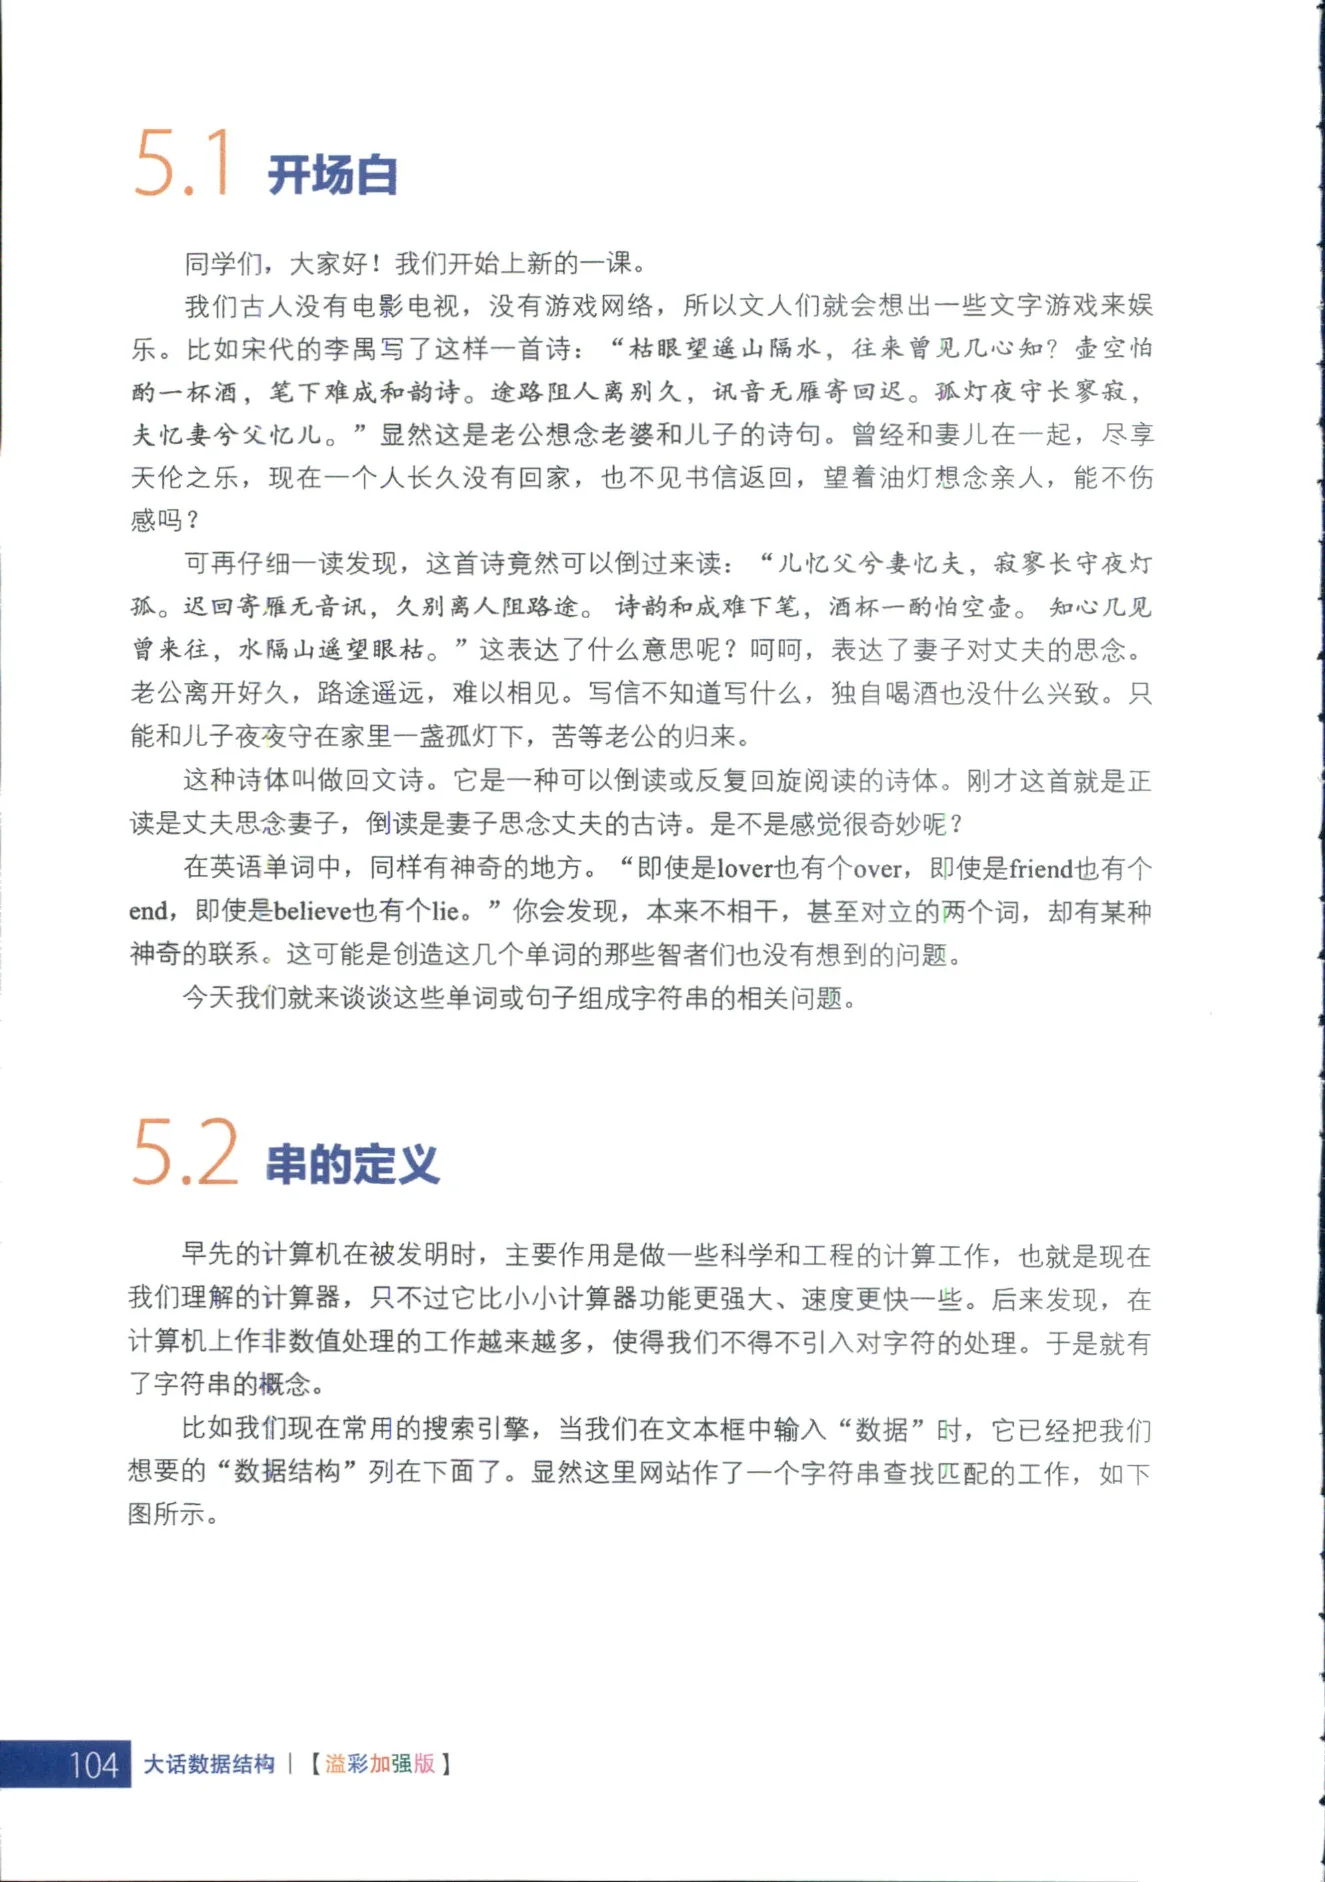 5.1 开场白
同学们，大家好！我们开始上新的一课。
我们古人没有电影电视，没有游戏网络，所以文人们就会想出一些文字游戏来娱
乐。比如宋代的李禺写了这样一首诗：“枯眼望遥山隔水，往来曾见几心知？壶空怕
酌一杯酒，笔下难成和韵诗。途路阻人离别久，讯音无雁寄回迟。孤灯夜守长寥寂，
夫忆妻兮父忆儿。”显然这是老公想念老婆和儿子的诗句。曾经和妻儿在一起，尽享
天伦之乐，现在一个人长久没有回家，也不见书信返回，望着油灯想念亲人，能不伤
感吗？
可再仔细一读发现，这首诗竟然可以倒过来读：“儿忆父兮妻忆夫，寂寥长守夜灯
孤。迟回寄雁无音讯，久别离人阻路途。 诗韵和成难下笔，酒杯一酌怕空壶。 知心几见
曾来往，水隔山遥望眼枯。”这表达了什么意思呢？呵呵，表达了妻子对丈夫的思念。
老公离开好久，路途遥远，难以相见。写信不知道写什么，独自喝酒也没什么兴致。只
能和儿子夜夜守在家里一盏孤灯下，苦等老公的归来。
这种诗体叫做回文诗。它是一种可以倒读或反复回旋阅读的诗体。刚才这首就是正
读是丈夫思念妻子，倒读是妻子思念丈夫的古诗。是不是感觉很奇妙呢？
在英语单词中，同样有神奇的地方。“即使是lover也有个over，即使是friend也有个
end，即使是believe也有个lie。”你会发现，本来不相干，甚至对立的两个词，却有某种
神奇的联系。这可能是创造这几个单词的那些智者们也没有想到的问题。
今天我们就来谈谈这些单词或句子组成字符串的相关问题。
5.2 串的定义
早先的计算机在被发明时，主要作用是做一些科学和工程的计算工作，也就是现在
我们理解的计算器，只不过它比小小计算器功能更强大、速度更快一些。后来发现，在
计算机上作非数值处理的工作越来越多，使得我们不得不引入对字符的处理。于是就有
了字符串的概念。
比如我们现在常用的搜索引擎，当我们在文本框中输入“数据”时，它已经把我们
想要的“数据结构”列在下面了。显然这里网站作了一个字符串查找匹配的工作，如下
图所示。
104 大话数据结构 | 【溢彩加强版】